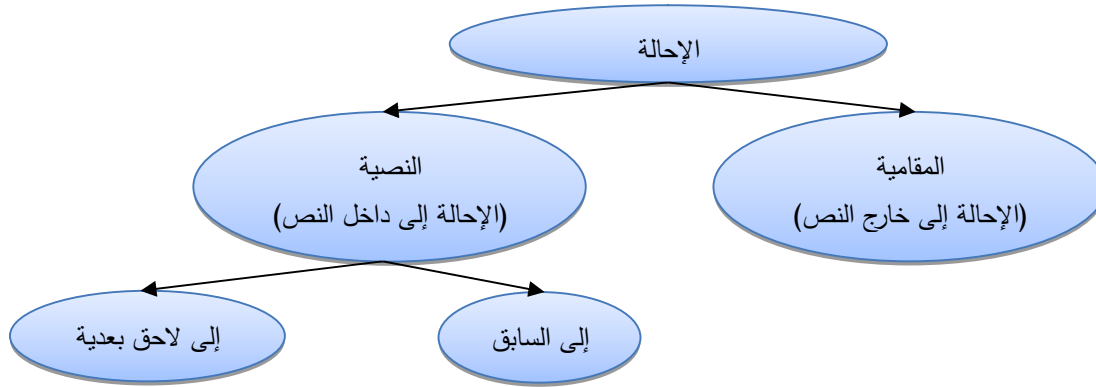 الإحالة
المقامية
(الإحالة إلى خارج النص)
النصية
(الإحالة إلى داخل النص)
إلى السابق
إلى لاحق بعدية